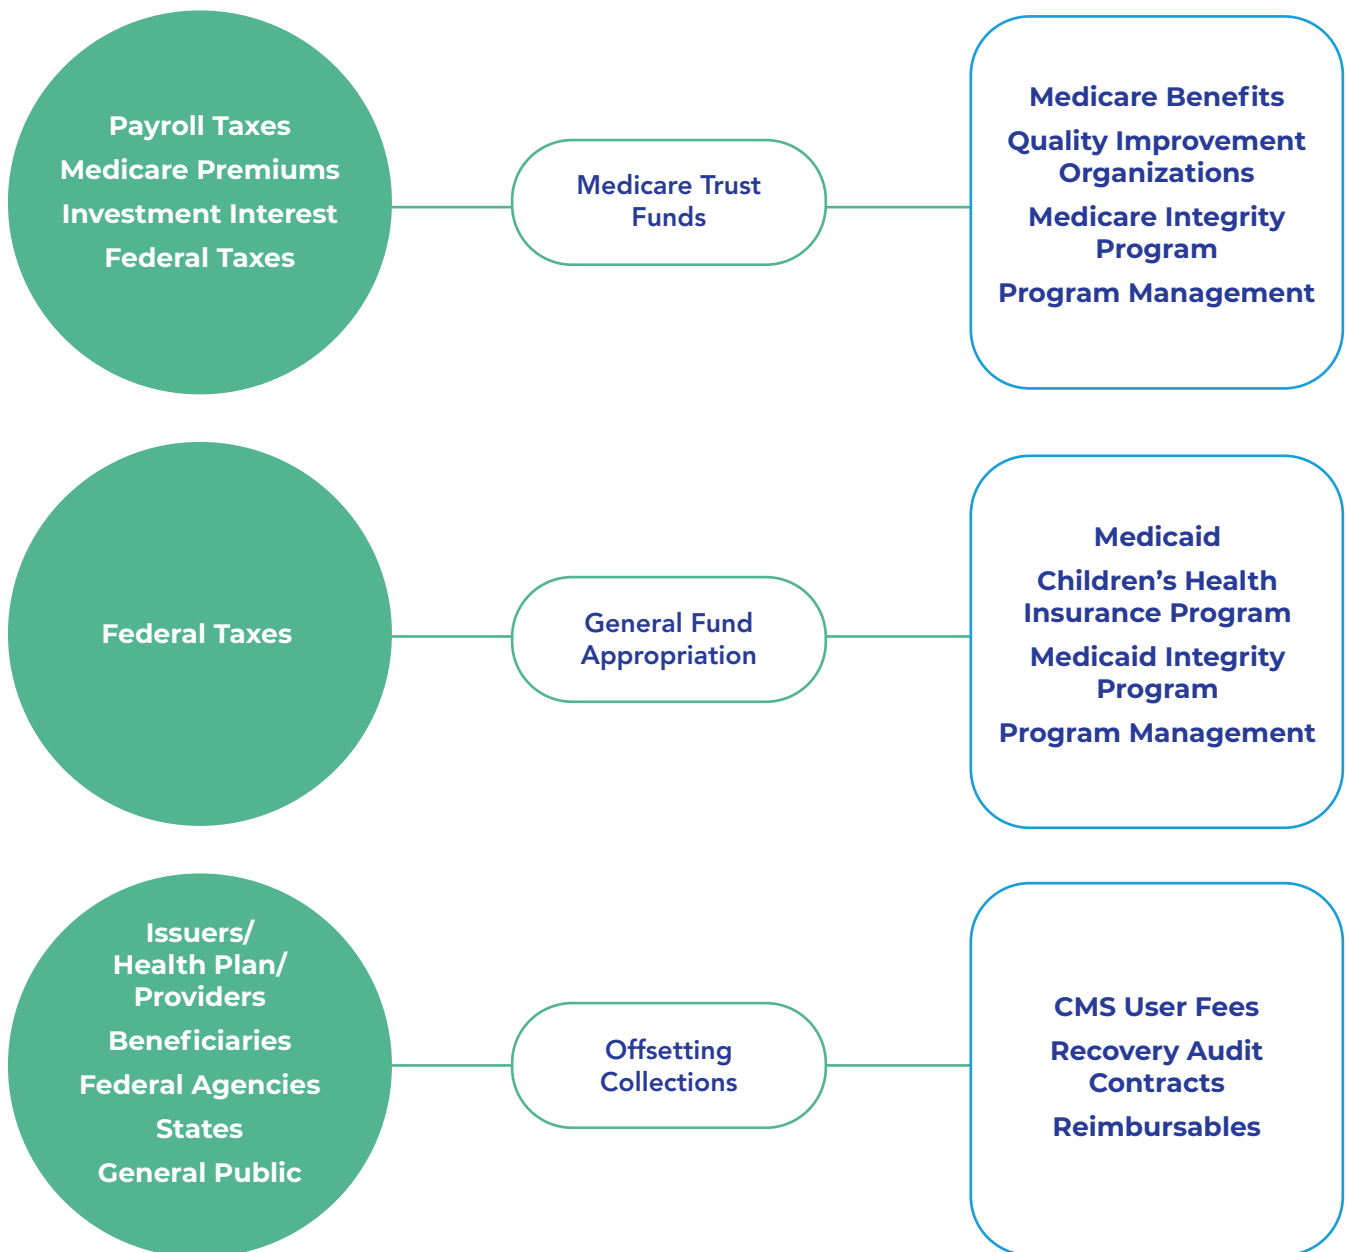 Payroll Taxes
Medicare Premiums
Investment Interest
Federal Taxes
Medicare Trust
Funds
Medicare Benefits
Quality Improvement
Organizations
Medicare Integrity
Program
Program Management
Federal Taxes
General Fund
Appropriation
Medicaid
Children’s Health
Insurance Program
Medicaid Integrity
Program
Program Management
Issuers/
Health Plan/
Providers
Beneficiaries
Federal Agencies
States
General Public
Offsetting
Collections
CMS User Fees
Recovery Audit
Contracts
Reimbursables